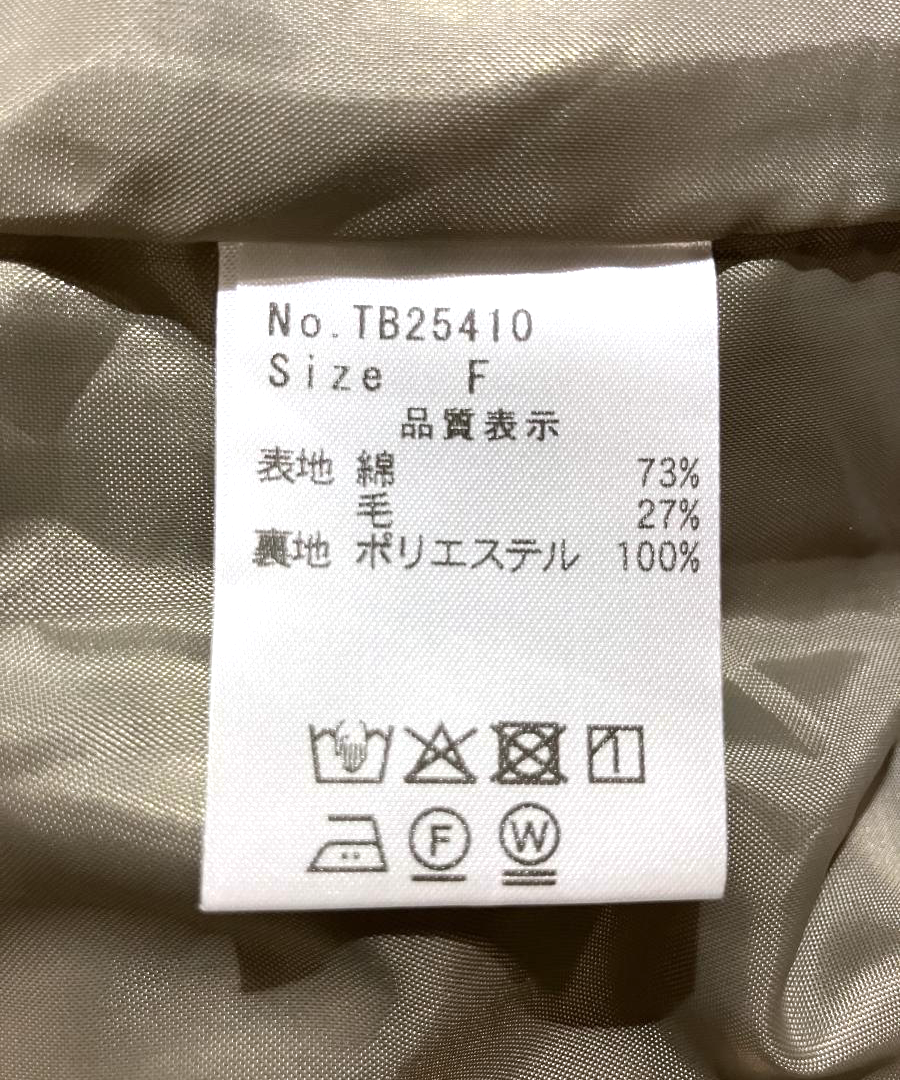 No.TB25410
Size F
品質表示
表地 綿 73%
毛 27%
裏地 ポリエステル 100%
F W